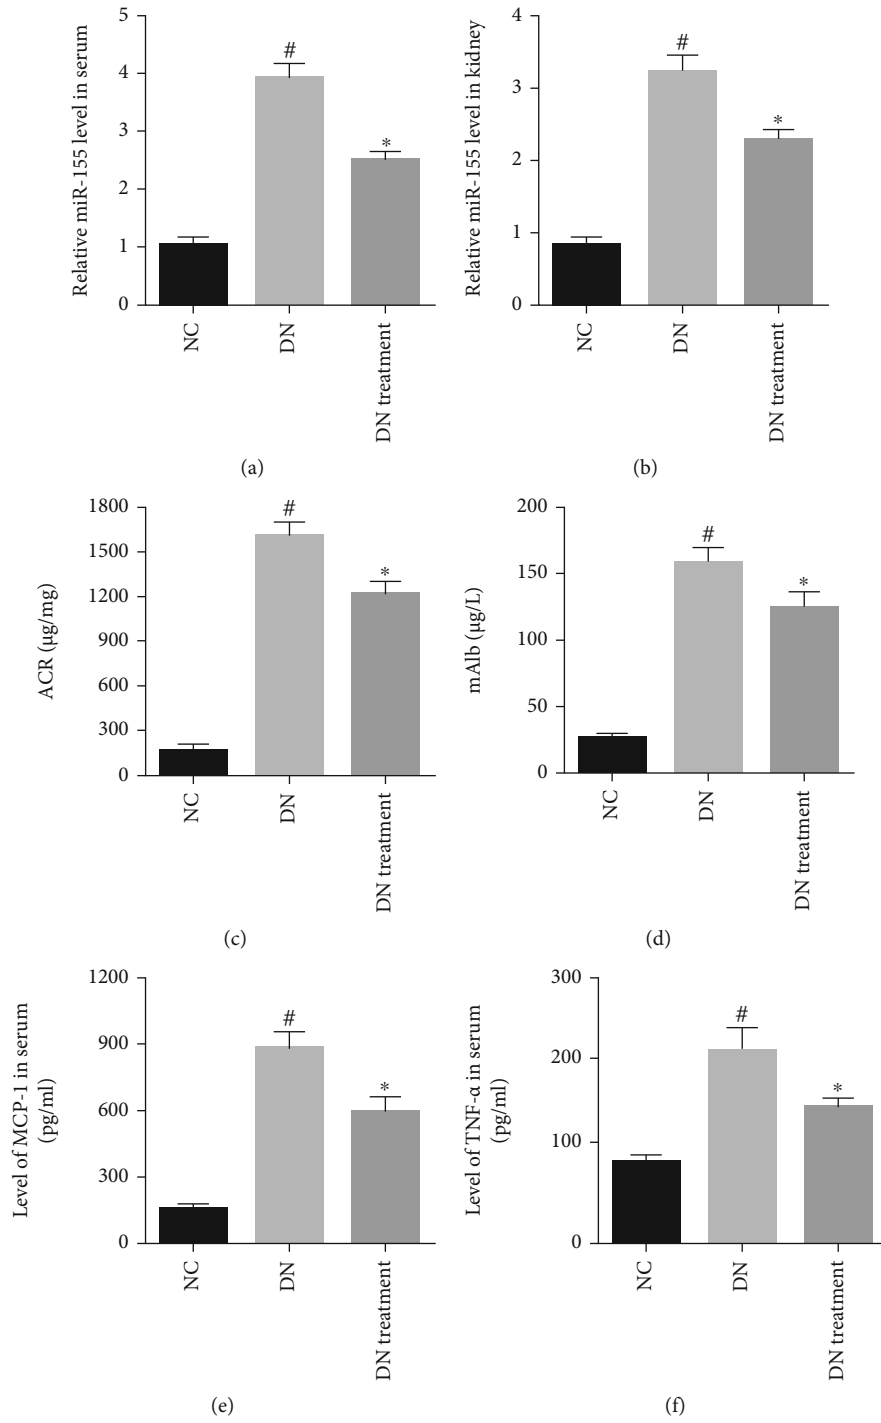 Relative miR-155 level in serum
5
4
3
2
1
0
#
*
NC
DN
DN treatment
(a)
Relative miR-155 level in kidney
4
3
2
1
0
#
*
NC
DN
DN treatment
(b)
ACR (μg/mg)
1800
1500
1200
900
600
300
0
#
*
NC
DN
DN treatment
(c)
mAlb (μg/L)
200
150
100
50
0
#
*
NC
DN
DN treatment
(d)
Level of MCP-1 in serum
(pg/ml)
1200
900
600
300
0
#
*
NC
DN
DN treatment
(e)
Level of TNF-α in serum
(pg/ml)
300
200
100
0
#
*
NC
DN
DN treatment
(f)